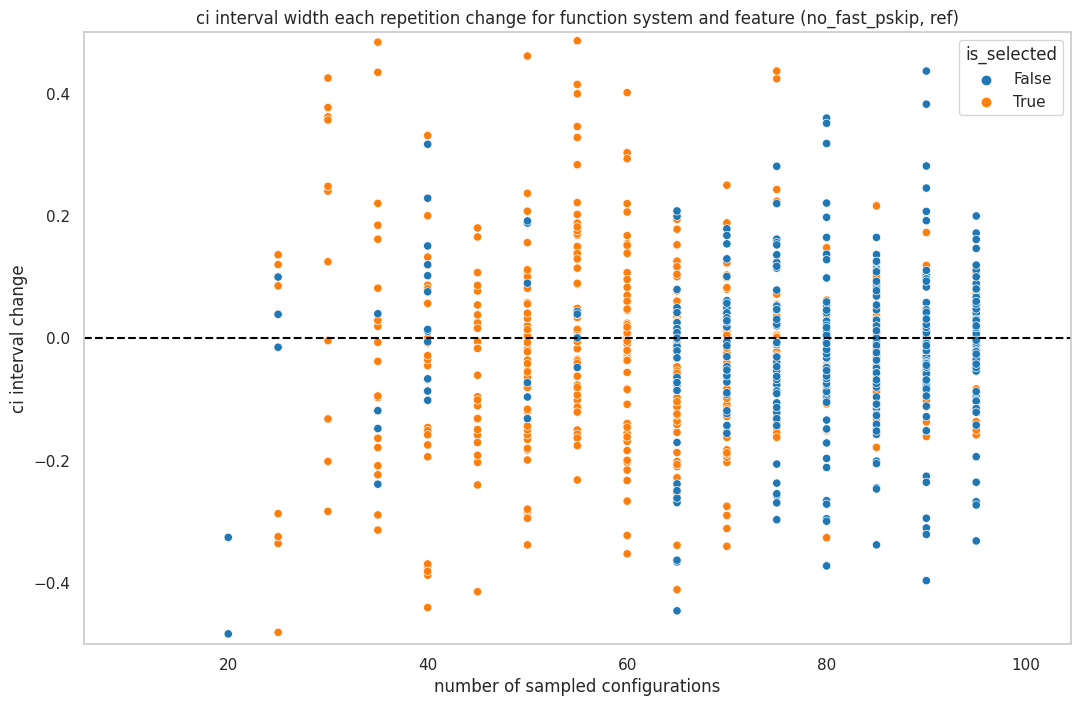 ci interval width each repetition change for function system and feature (no_fast_pskip, ref)
is_selected
False
True
ci interval change
0.4
0.2
0.0
−0.2
−0.4
20 40 60 80 100
number of sampled configurations